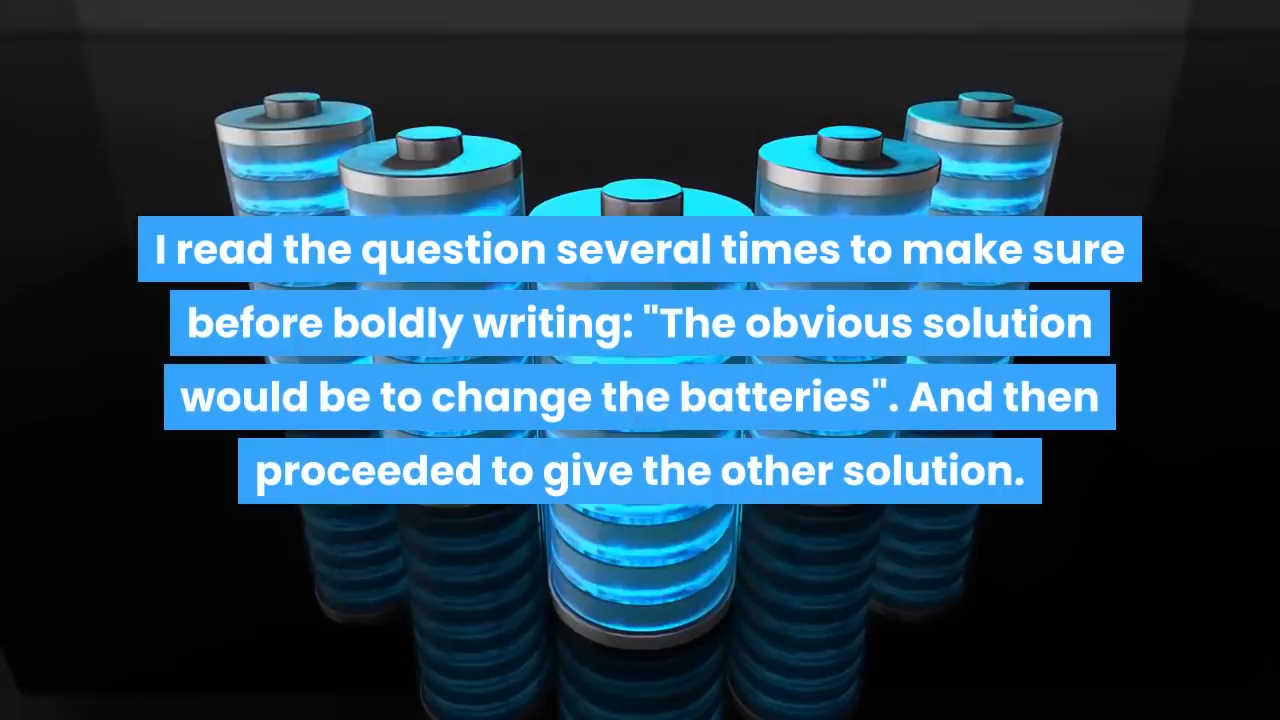 I read the question several times to make sure
before boldly writing: "The obvious solution
would be to change the batteries". And then
proceeded to give the other solution.